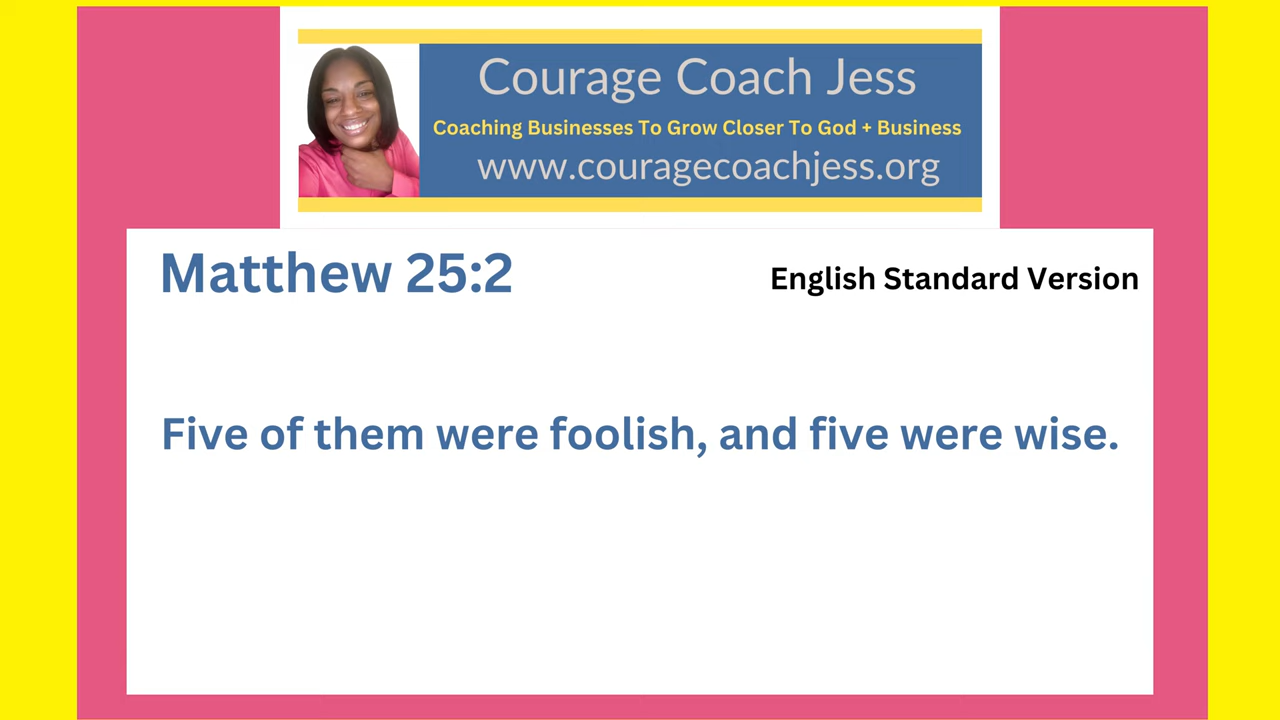 Courage Coach Jess
Coaching Businesses To Grow Closer To God + Business
www.couragecoachjess.org
Matthew 25:2
English Standard Version
Five of them were foolish, and five were wise.